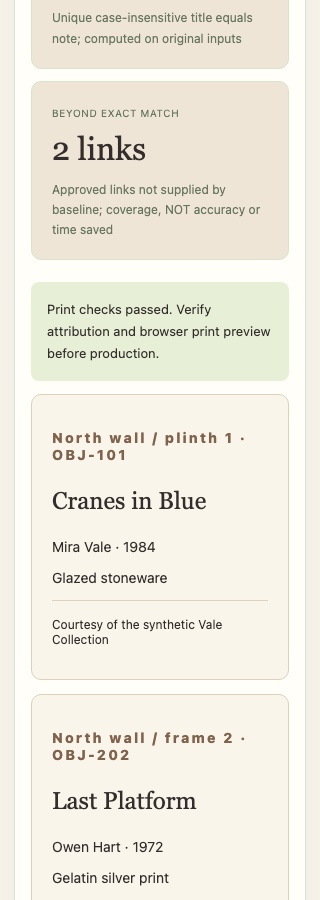 Unique case-insensitive title equals
note; computed on original inputs
BEYOND EXACT MATCH
2 links
Approved links not supplied by
baseline; coverage, NOT accuracy or
time saved
Print checks passed. Verify
attribution and browser print preview
before production.
North wall / plinth 1 ·
OBJ-101
Cranes in Blue
Mira Vale · 1984
Glazed stoneware
Courtesy of the synthetic Vale
Collection
North wall / frame 2 ·
OBJ-202
Last Platform
Owen Hart · 1972
Gelatin silver print